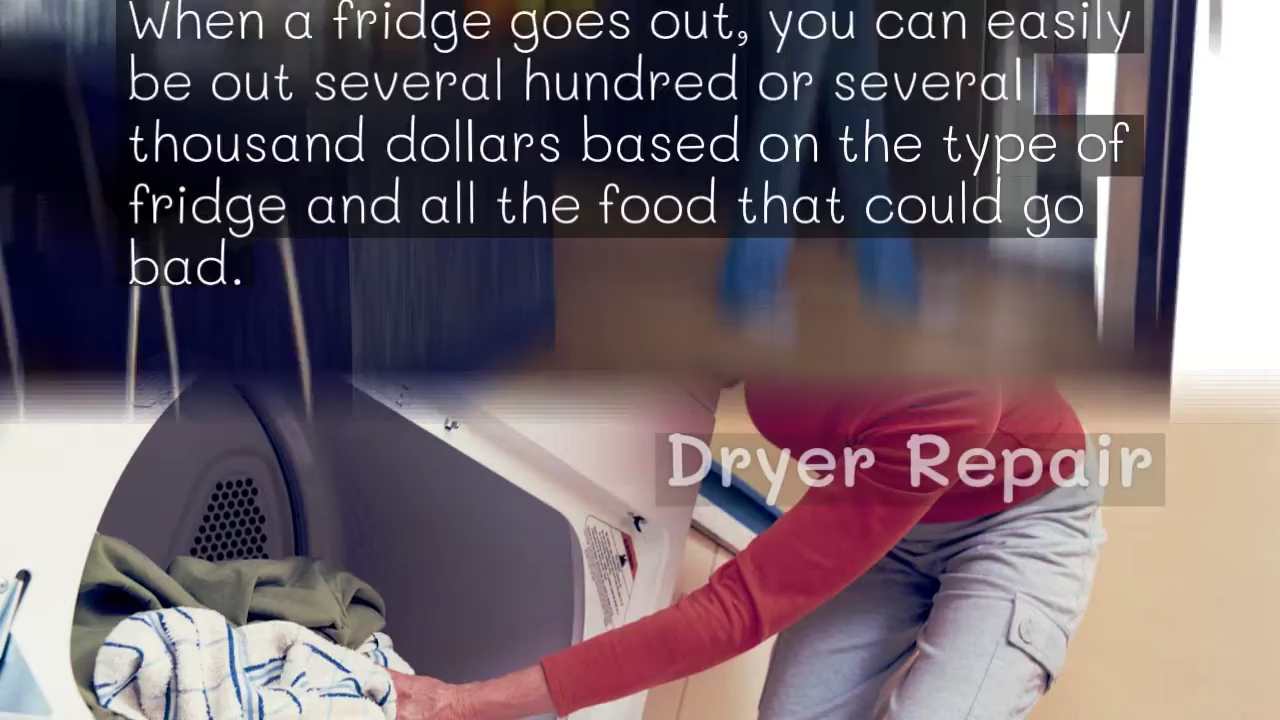 When a fridge goes out, you can easily
be out several hundred or several
thousand dollars based on the type of
fridge and all the food that could go
bad.
Dryer Repair